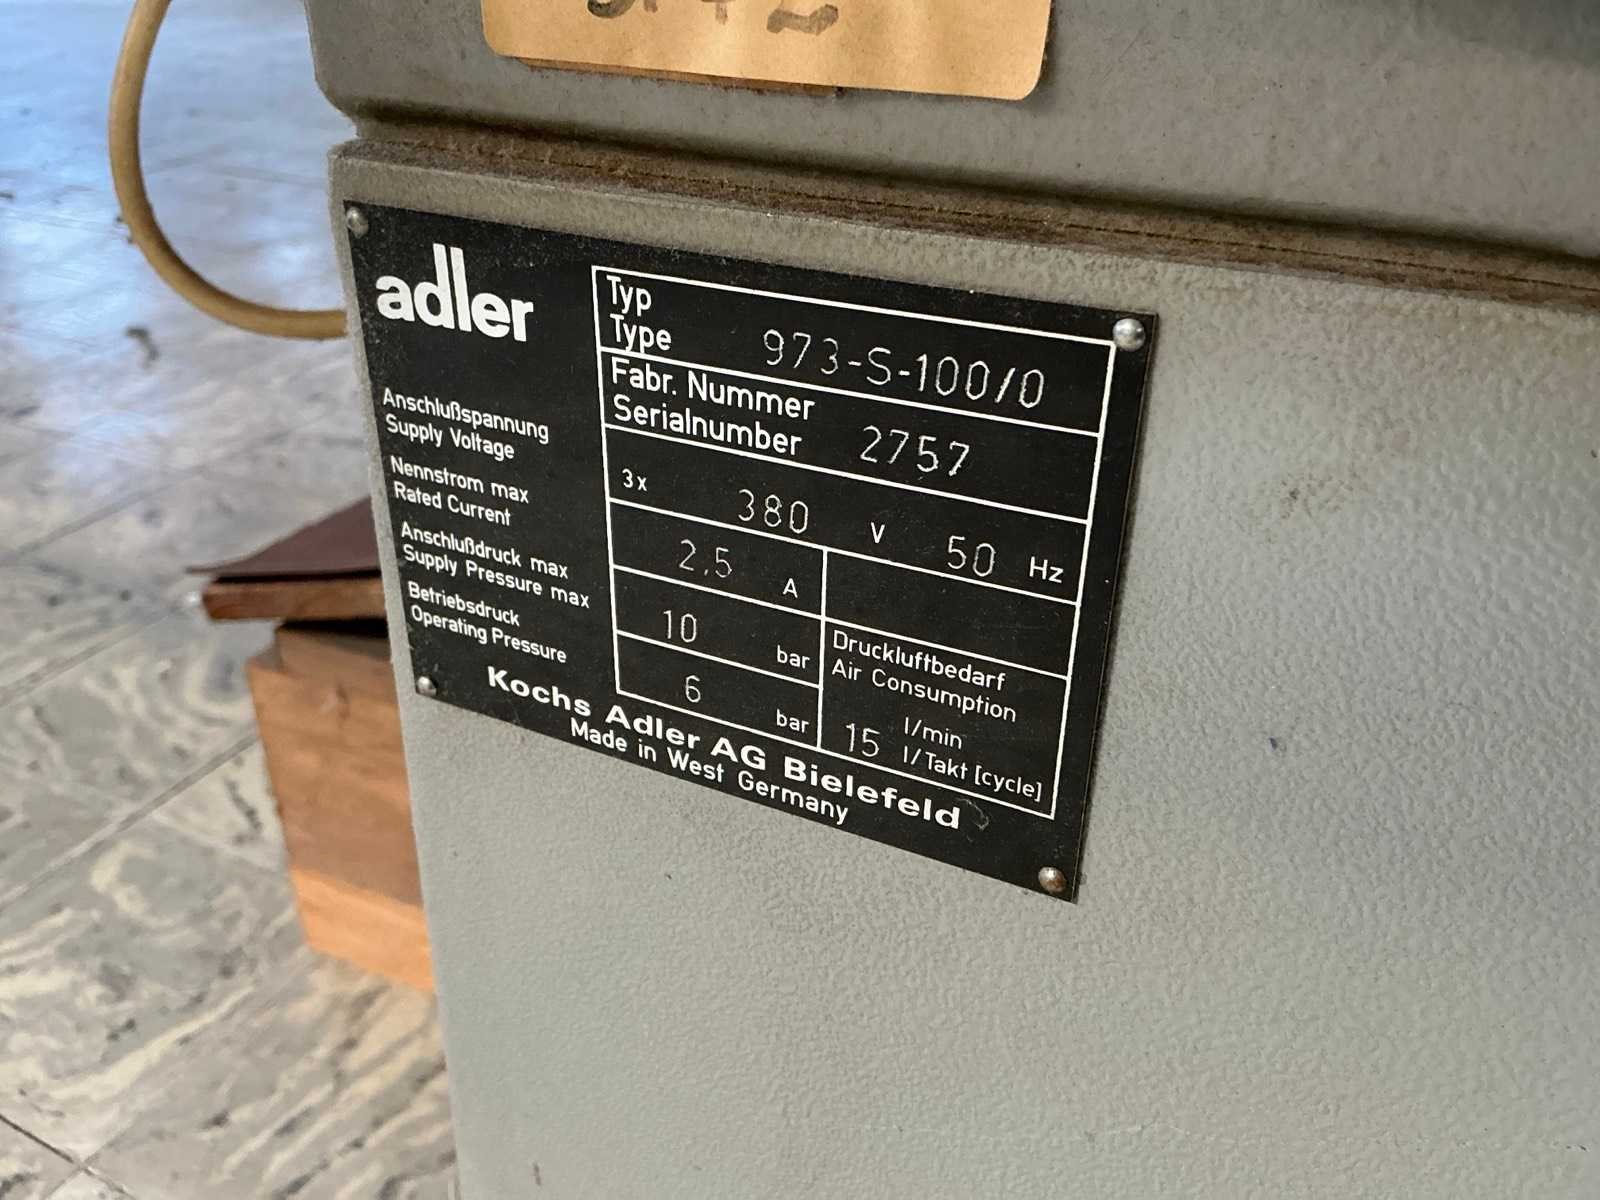 adler
Typ
Type 973-S-100/0
Fabr. Nummer
Serialnumber 2757
Anschlußspannung
Supply Voltage
3x 380 V 50 Hz
Nennstrom max
Rated Current
2,5 A
Anschlußdruck max
Supply Pressure max
10 bar
Betriebsdruck
Operating Pressure
6 bar
Druckluftbedarf
Air Consumption
l/min
15 l/Takt [cycle]
Kochs Adler AG Bielefeld
Made in West Germany